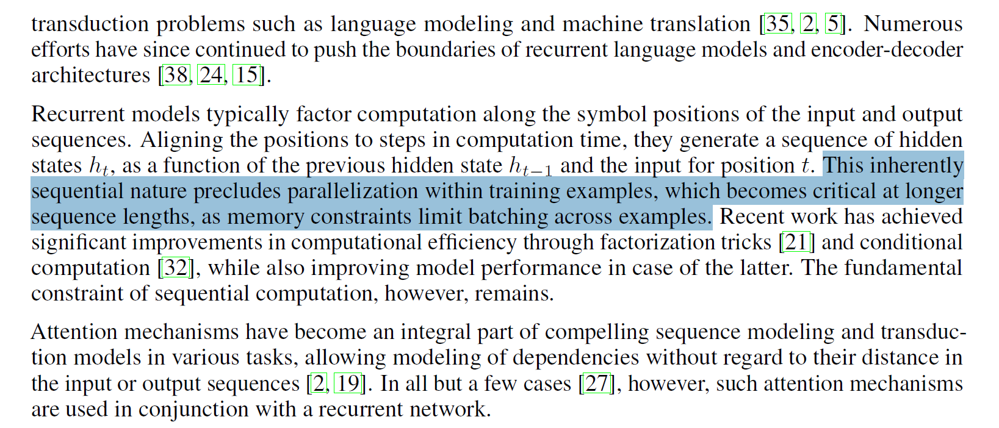 transduction problems such as language modeling and machine translation [35, 2, 5]. Numerous
efforts have since continued to push the boundaries of recurrent language models and encoder-decoder
architectures [38, 24, 15].
Recurrent models typically factor computation along the symbol positions of the input and output
sequences. Aligning the positions to steps in computation time, they generate a sequence of hidden
states hₜ, as a function of the previous hidden state hₜ₋₁ and the input for position t. This inherently
sequential nature precludes parallelization within training examples, which becomes critical at longer
sequence lengths, as memory constraints limit batching across examples. Recent work has achieved
significant improvements in computational efficiency through factorization tricks [21] and conditional
computation [32], while also improving model performance in case of the latter. The fundamental
constraint of sequential computation, however, remains.
Attention mechanisms have become an integral part of compelling sequence modeling and transduc-
tion models in various tasks, allowing modeling of dependencies without regard to their distance in
the input or output sequences [2, 19]. In all but a few cases [27], however, such attention mechanisms
are used in conjunction with a recurrent network.